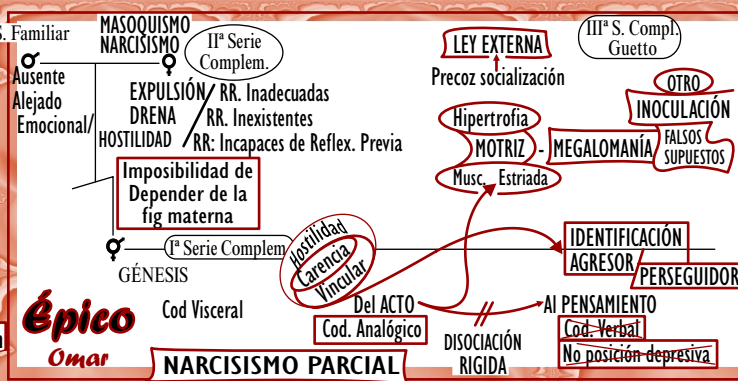 S. Familiar
MASOQUISMO
NARCISISMO
Ausente
Alejado
Emocional/
IIª Serie
Complem.
EXPULSIÓN
DRENA
HOSTILIDAD
RR. Inadecuadas
RR. Inexistentes
RR: Incapaces de Reflex. Previa
Imposibilidad de
Depender de la
fig materna
LEY EXTERNA
Precoz socialización
IIIª S. Compl.
Guetto
Hipertrofia
MOTRIZ - MEGALOMANÍA
Musc. Estriada
OTRO
INOCULACIÓN
FALSOS
SUPUESTOS
Iª Serie Complem
GÉNESIS
Hostilidad
Carencia
Vincular
IDENTIFICACIÓN
AGRESOR
PERSEGUIDOR
Cod Visceral
Del ACTO
Cod. Analógico
DISOCIACIÓN
RIGIDA
Al PENSAMIENTO
Cod. Verbal
No posición depresiva
Épico
Omar
NARCISISMO PARCIAL